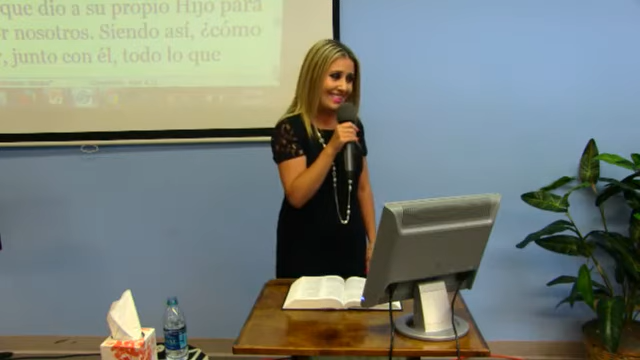 que dio a su propio Hijo para
r nosotros. Siendo así, ¿cómo
, junto con él, todo lo que